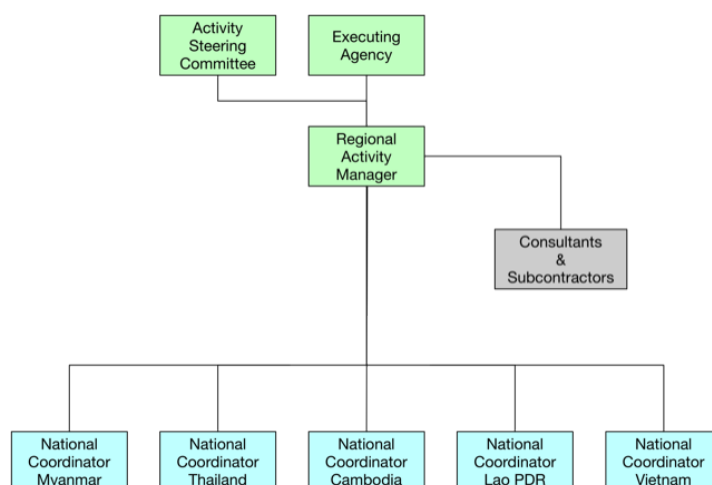 Activity
Steering
Committee
Executing
Agency
Regional
Activity
Manager
Consultants
&
Subcontractors
National
Coordinator
Myanmar
National
Coordinator
Thailand
National
Coordinator
Cambodia
National
Coordinator
Lao PDR
National
Coordinator
Vietnam